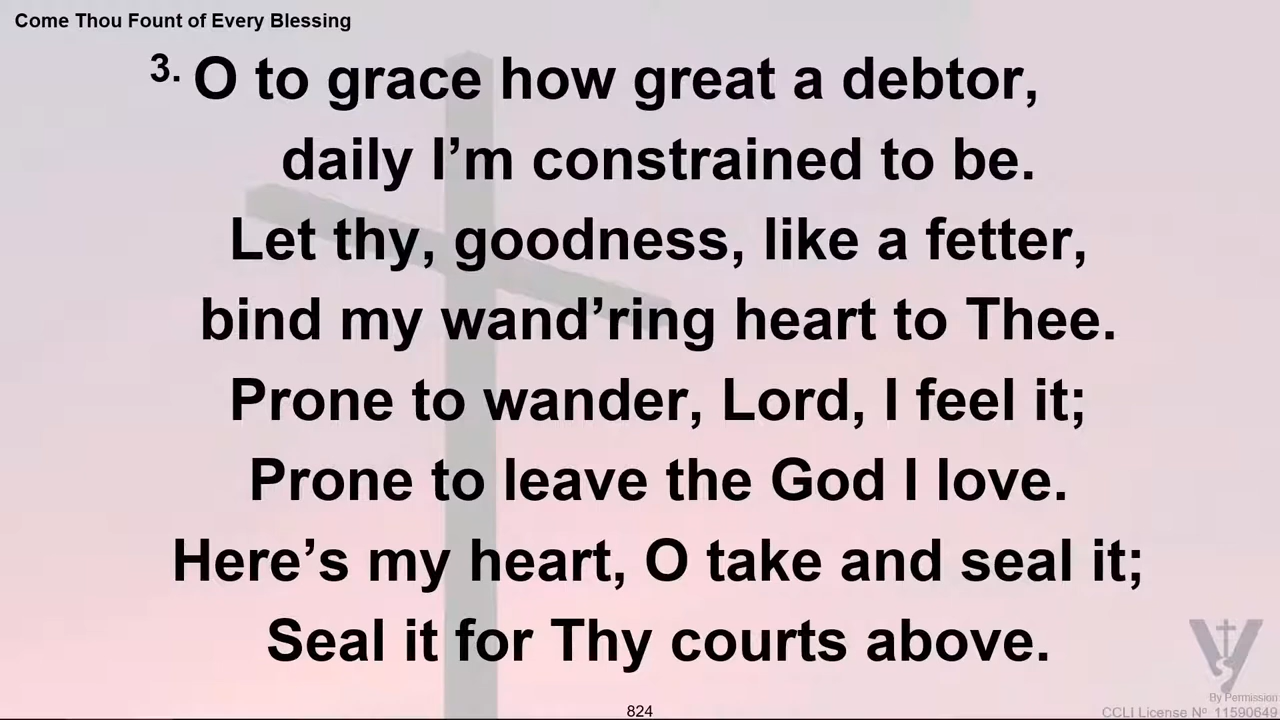 Come Thou Fount of Every Blessing
3. O to grace how great a debtor,
daily I’m constrained to be.
Let thy, goodness, like a fetter,
bind my wand’ring heart to Thee.
Prone to wander, Lord, I feel it;
Prone to leave the God I love.
Here’s my heart, O take and seal it;
Seal it for Thy courts above.
By Permission
824
CCLI License Nº 11590649